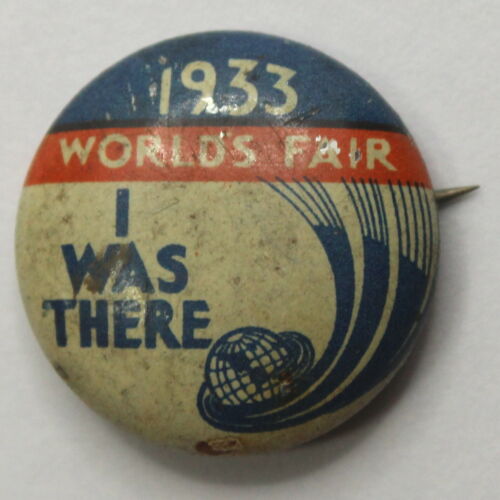 1933
WORLDS FAIR
I
WAS
THERE